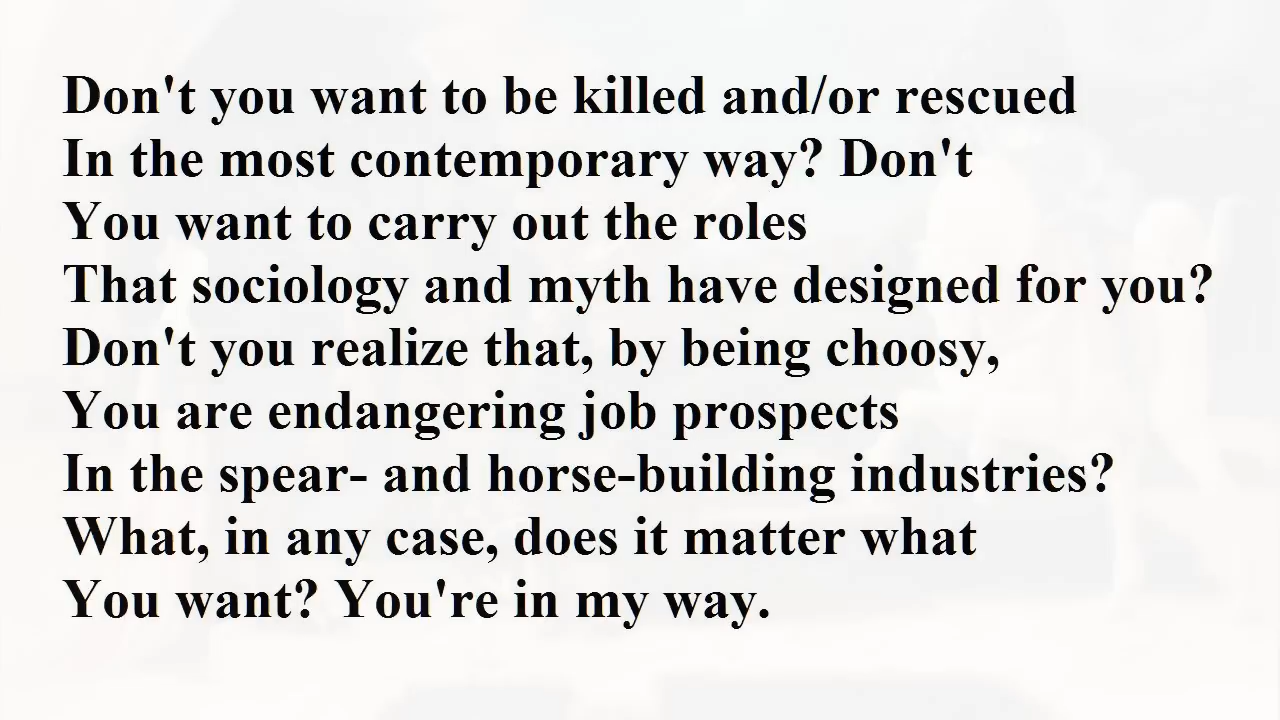 Don't you want to be killed and/or rescued
In the most contemporary way? Don't
You want to carry out the roles
That sociology and myth have designed for you?
Don't you realize that, by being choosy,
You are endangering job prospects
In the spear- and horse-building industries?
What, in any case, does it matter what
You want? You're in my way.